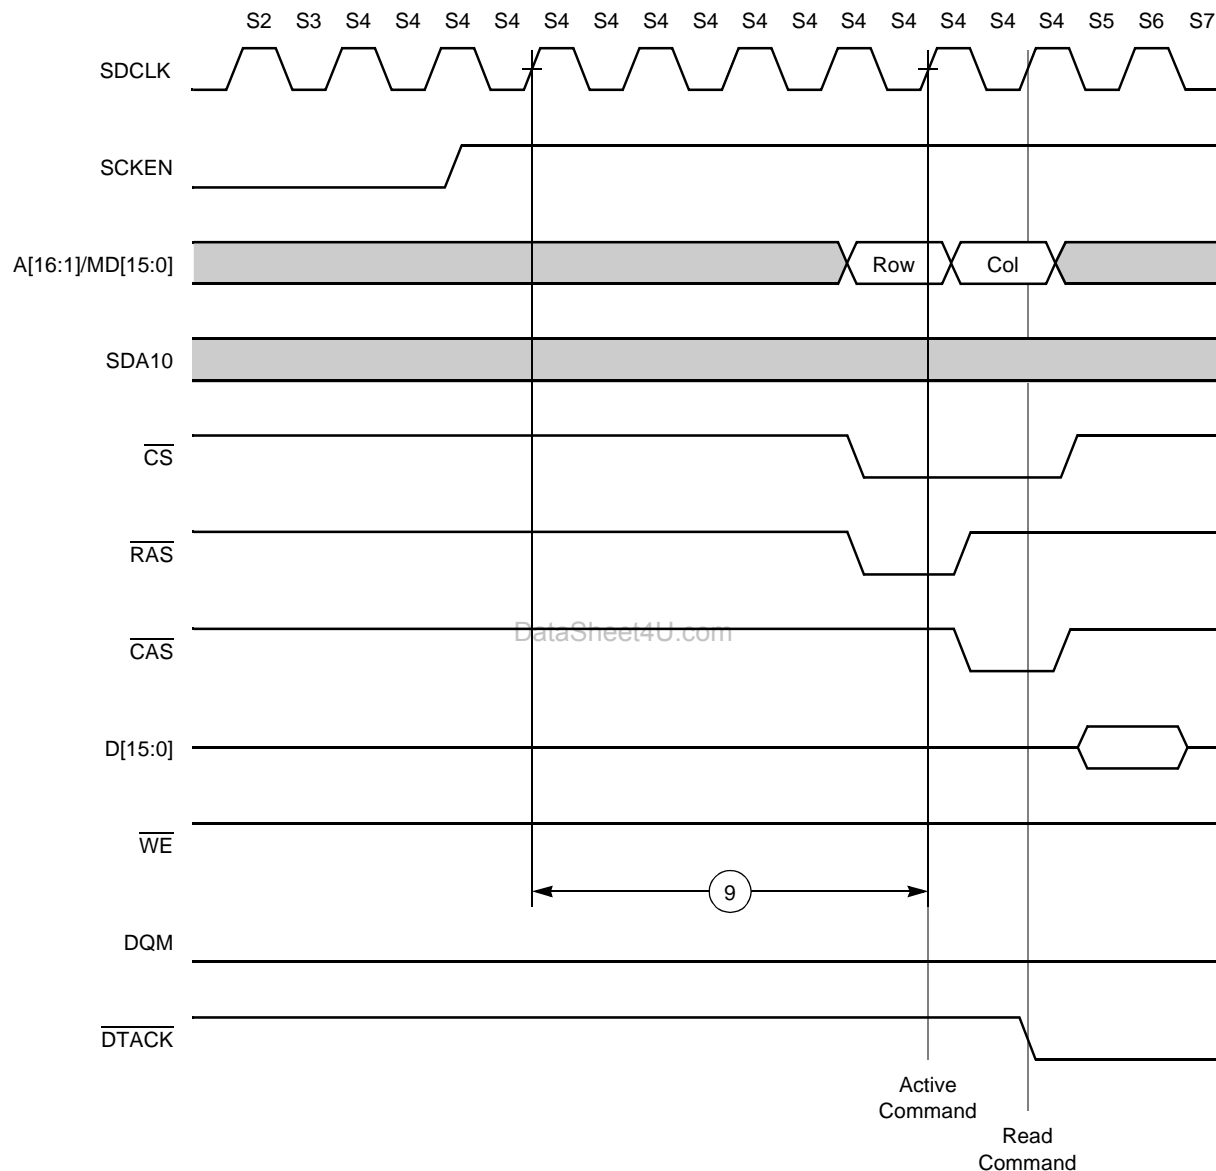 S2 S3 S4 S4 S4 S4 S4 S4 S4 S4 S4 S4 S4 S4 S4 S4 S4 S5 S6 S7
SDCLK
SCKEN
A[16:1]/MD[15:0] Row Col
SDA10
CS
RAS
DataSheet4U.com
CAS
D[15:0]
WE
9
DQM
DTACK
Active
Command
Read
Command